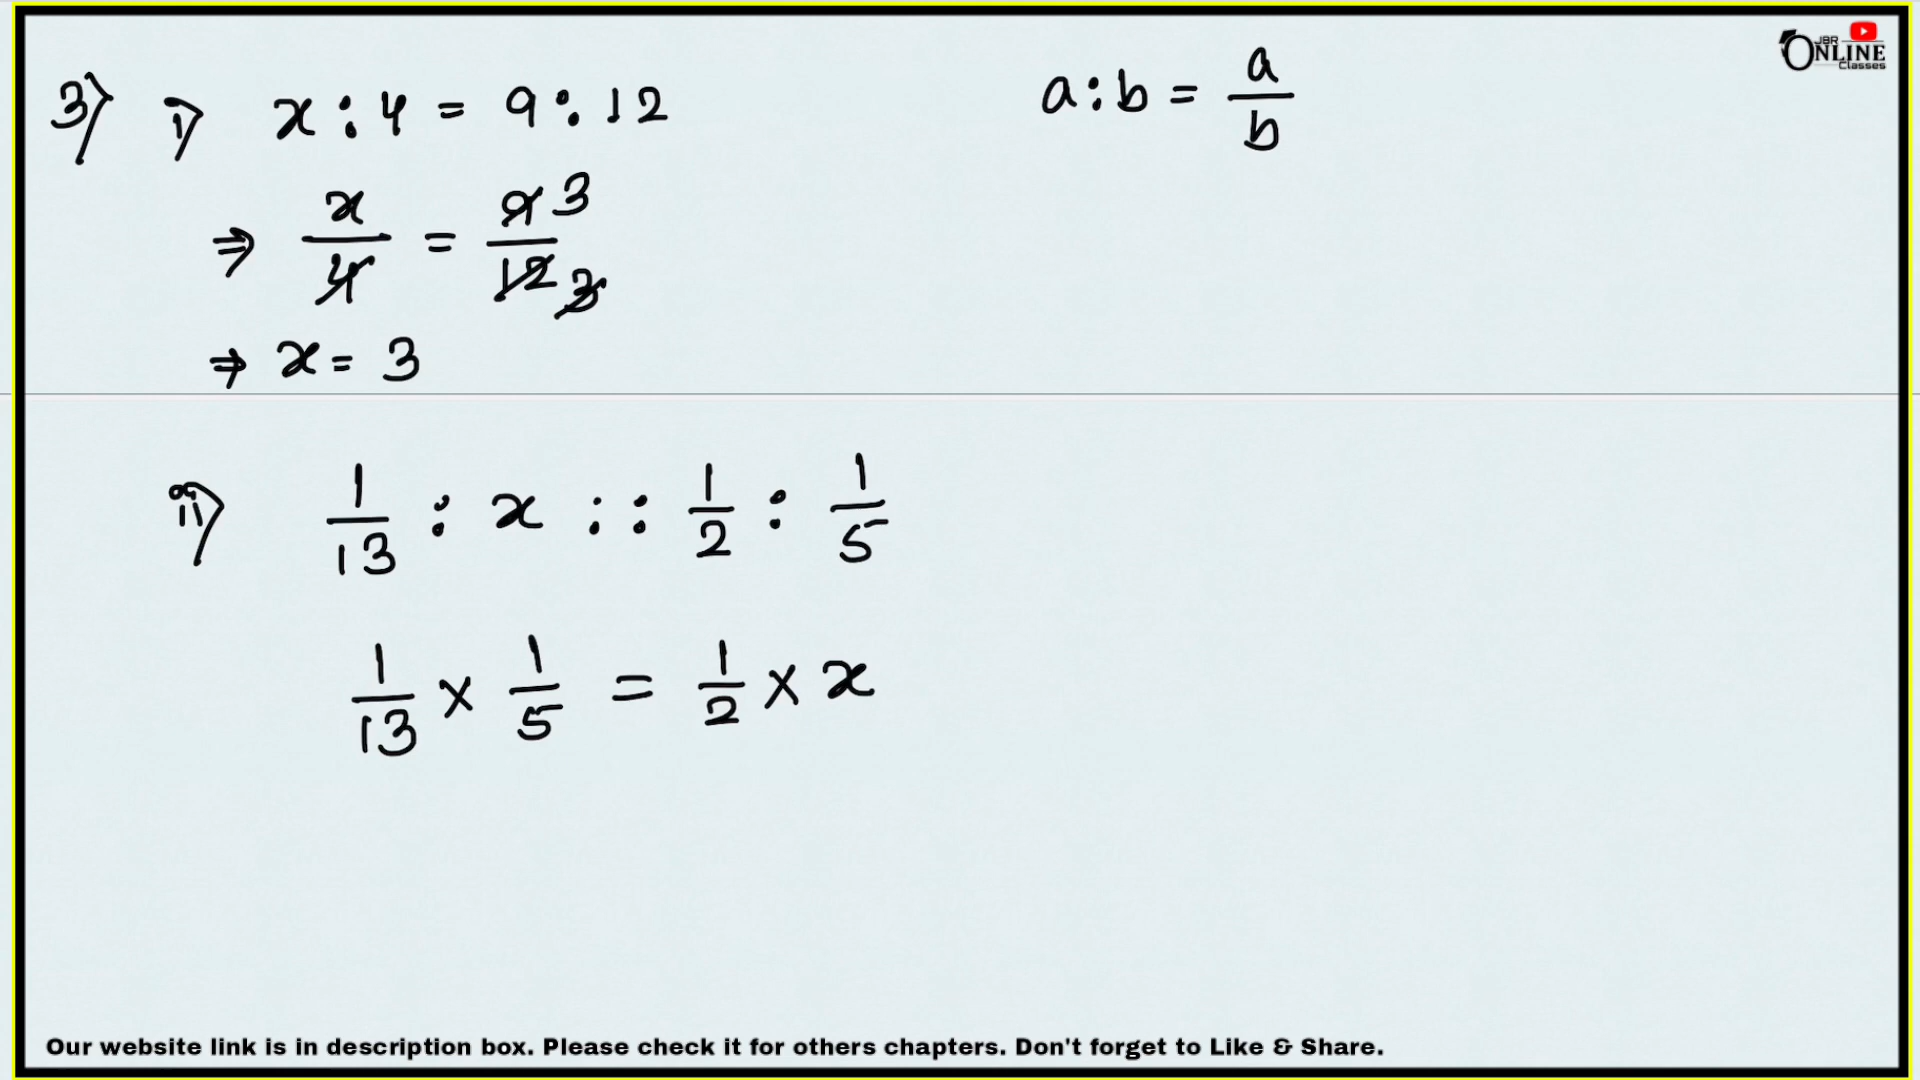 3) i) x : 4 = 9 : 12
a : b = a/b
⇒ x/4 = 9/12 3 3
⇒ x = 3
ii) 1/13 : x :: 1/2 : 1/5
1/13 × 1/5 = 1/2 × x
JBR
ONLINE
Classes
Our website link is in description box. Please check it for others chapters. Don't forget to Like & Share.